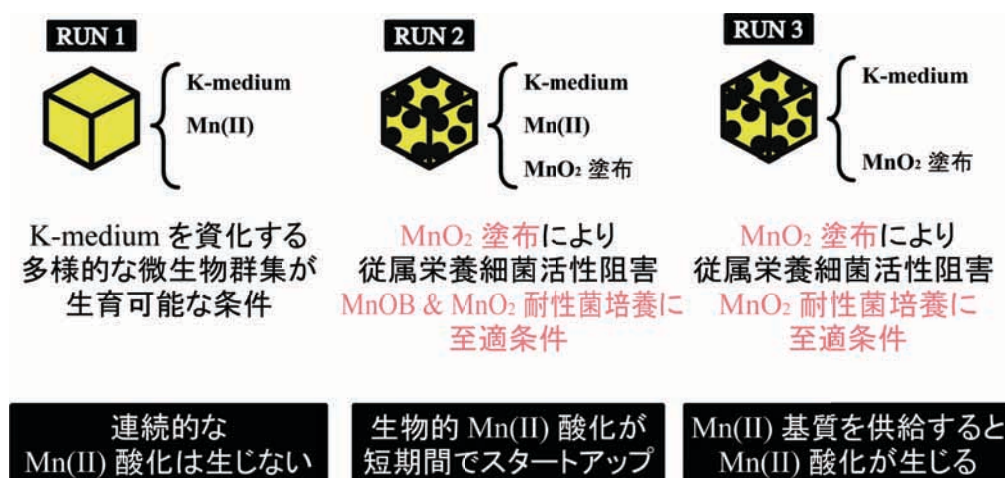 RUN 1
K-medium
Mn(II)
K-medium を資化する
多様的な微生物群集が
生育可能な条件
連続的な
Mn(II) 酸化は生じない
RUN 2
K-medium
Mn(II)
MnO₂ 塗布
MnO₂ 塗布により
従属栄養細菌活性阻害
MnOB & MnO₂ 耐性菌培養に
至適条件
生物的 Mn(II) 酸化が
短期間でスタートアップ
RUN 3
K-medium
MnO₂ 塗布
MnO₂ 塗布により
従属栄養細菌活性阻害
MnO₂ 耐性菌培養に
至適条件
Mn(II) 基質を供給すると
Mn(II) 酸化が生じる